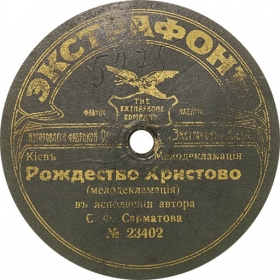 ЭКСТРАФОНЪ
THE
EXTRAPHONE
COMPANY
Кіевъ Мелодекламація
Рождество Христово
(мелодекламація)
въ исполненіи автора
С. Ф. Сарматова
№ 23402